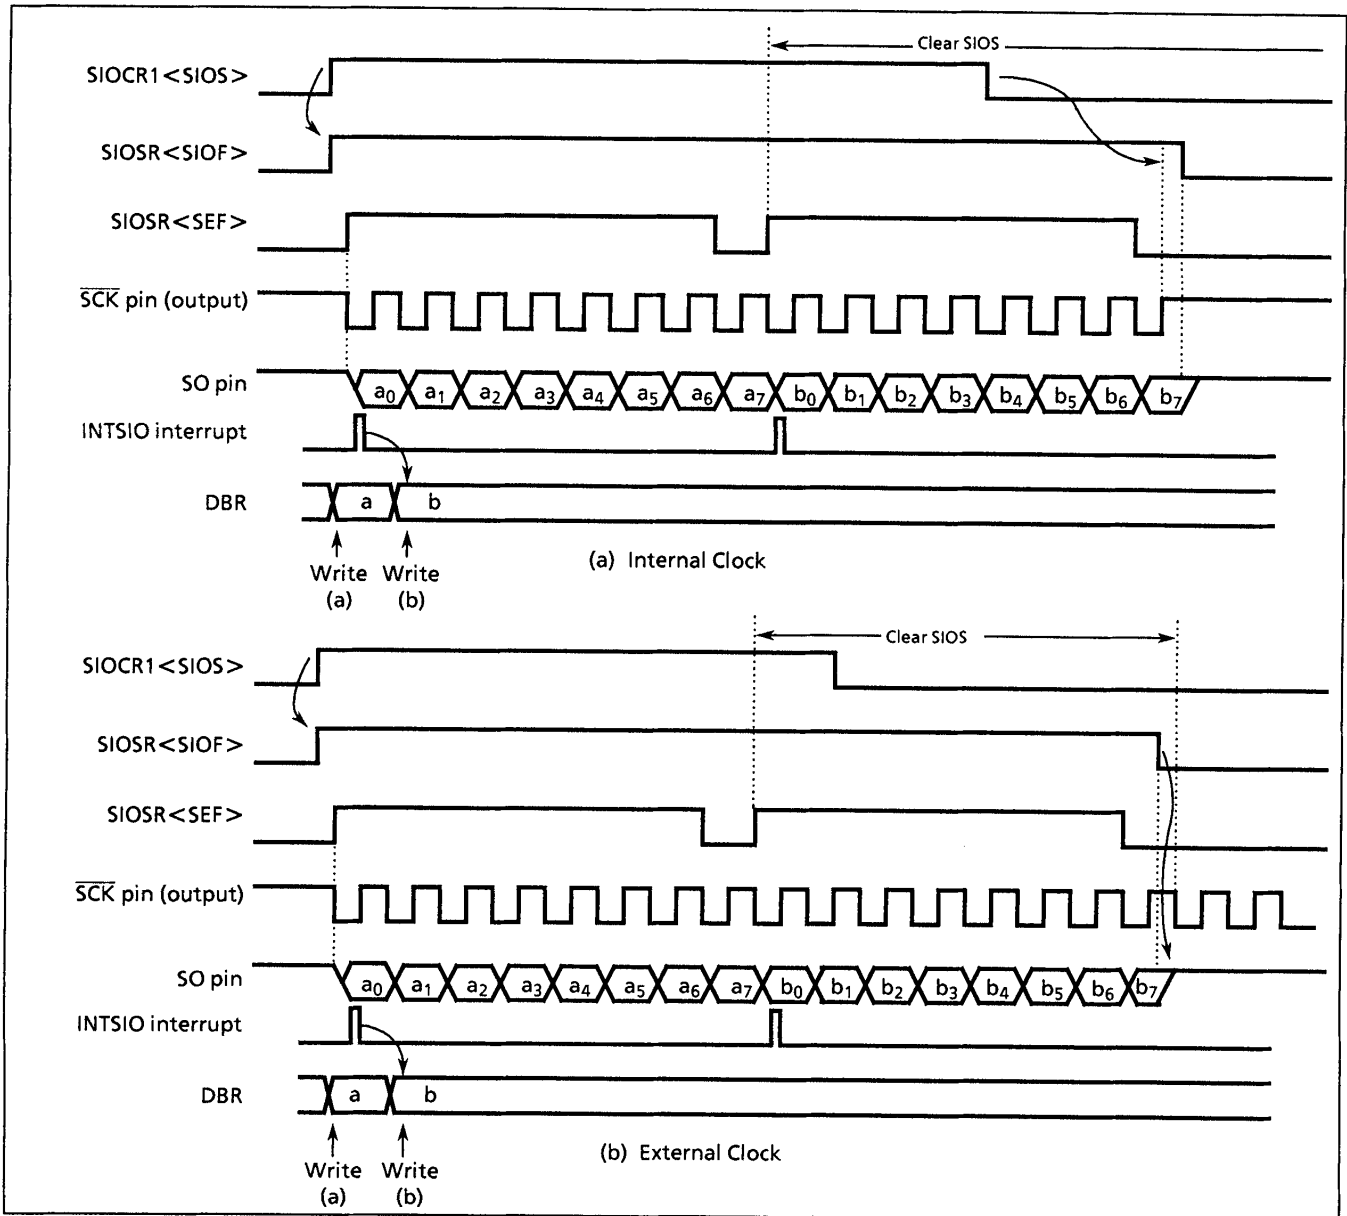 Clear SIOS
SIOCR1<SIOS>
SIOSR<SIOF>
SIOSR<SEF>
S̅C̅K̅ pin (output)
SO pin a₀ a₁ a₂ a₃ a₄ a₅ a₆ a₇ b₀ b₁ b₂ b₃ b₄ b₅ b₆ b₇
INTSIO interrupt
DBR a b
Write (a)
Write (b)
(a) Internal Clock
Clear SIOS
SIOCR1<SIOS>
SIOSR<SIOF>
SIOSR<SEF>
S̅C̅K̅ pin (output)
SO pin a₀ a₁ a₂ a₃ a₄ a₅ a₆ a₇ b₀ b₁ b₂ b₃ b₄ b₅ b₆ b₇
INTSIO interrupt
DBR a b
Write (a)
Write (b)
(b) External Clock